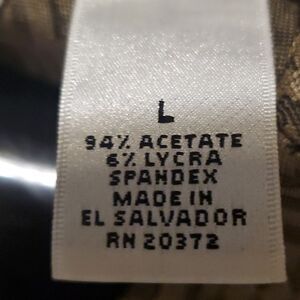 L
94% ACETATE
6% LYCRA
SPANDEX
MADE IN
EL SALVADOR
RN 20372